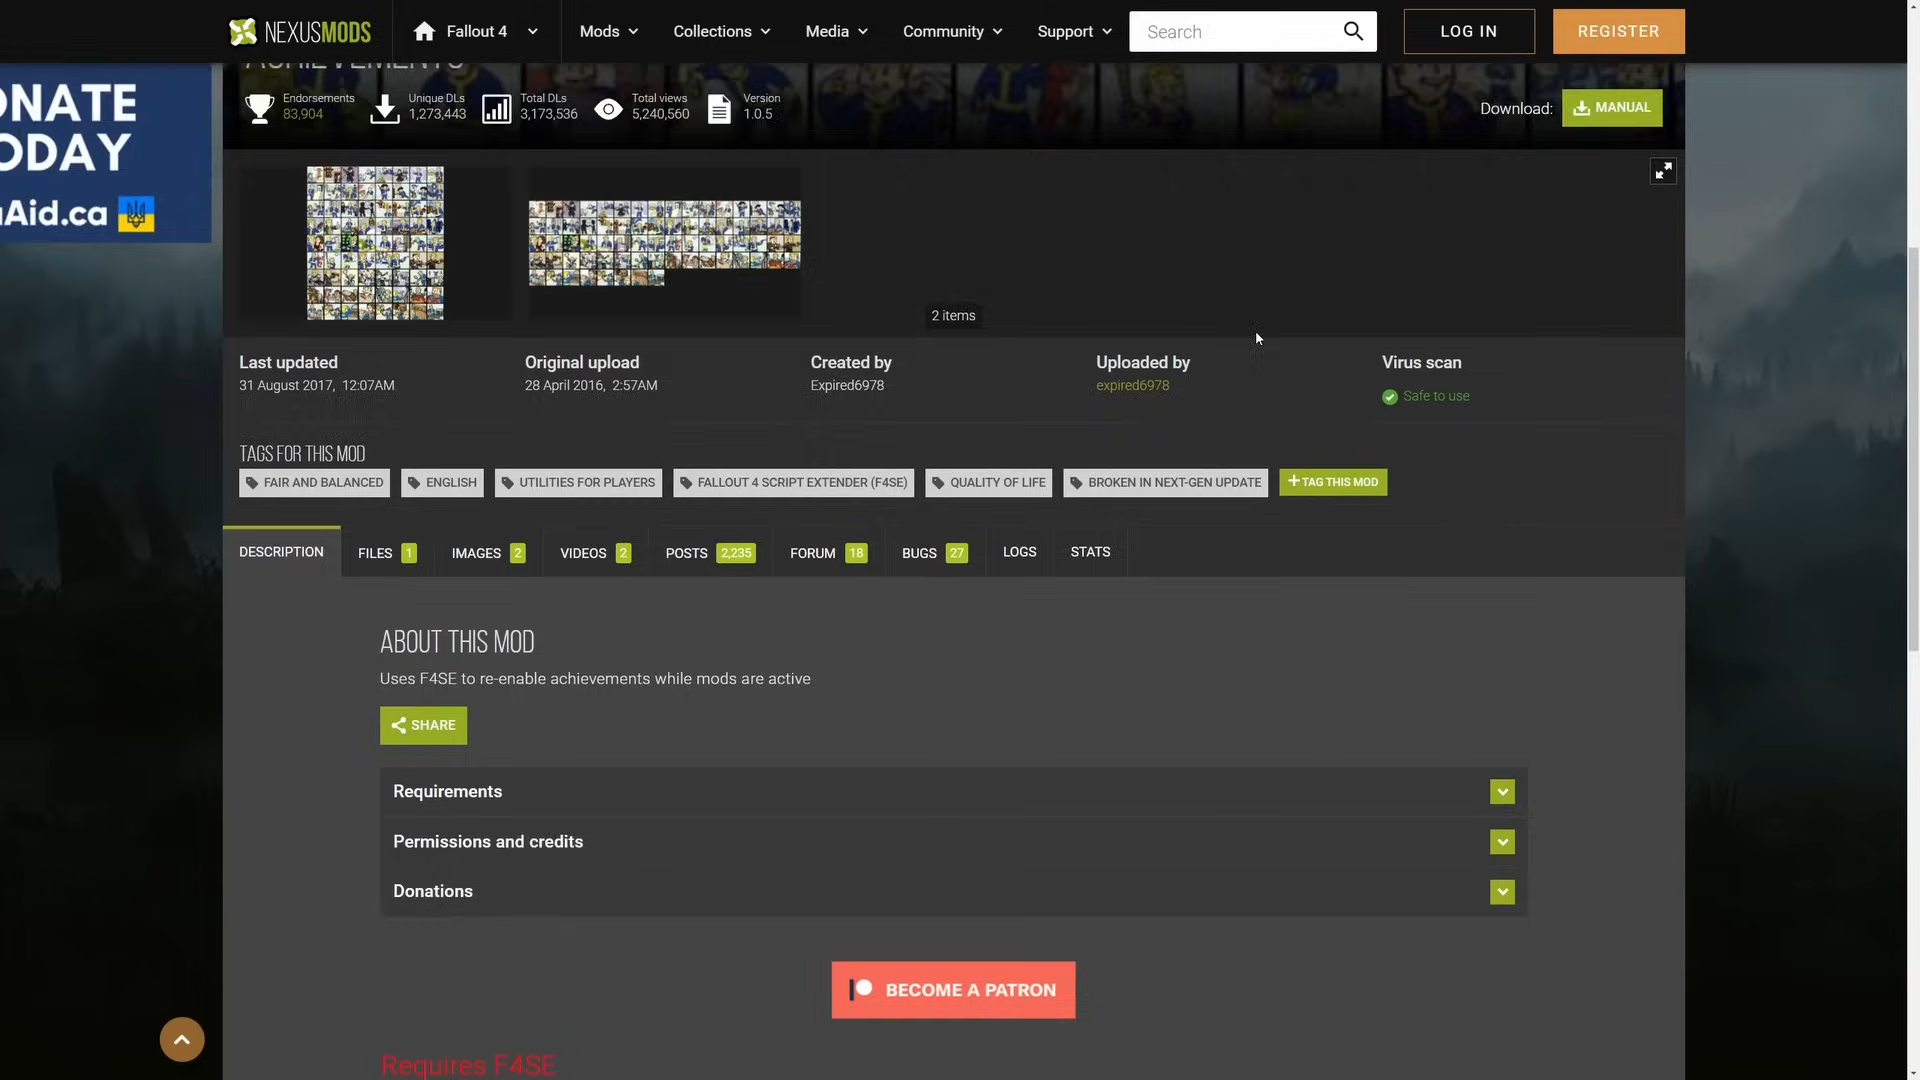 NEXUSMODS
Fallout 4
Mods
Collections
Media
Community
Support
Search
LOG IN
REGISTER
ACHIEVEMENTS
ONATE
ODAY
Aid.ca
Endorsements
83,904
Unique DLs
1,273,443
Total DLs
3,173,536
Total views
5,240,560
Version
1.0.5
Download:
MANUAL
2 items
Last updated
31 August 2017, 12:07AM
Original upload
28 April 2016, 2:57AM
Created by
Expired6978
Uploaded by
expired6978
Virus scan
Safe to use
TAGS FOR THIS MOD
FAIR AND BALANCED
ENGLISH
UTILITIES FOR PLAYERS
FALLOUT 4 SCRIPT EXTENDER (F4SE)
QUALITY OF LIFE
BROKEN IN NEXT-GEN UPDATE
+ TAG THIS MOD
DESCRIPTION
FILES 1
IMAGES 2
VIDEOS 2
POSTS 2,235
FORUM 18
BUGS 27
LOGS
STATS
ABOUT THIS MOD
Uses F4SE to re-enable achievements while mods are active
SHARE
Requirements
Permissions and credits
Donations
BECOME A PATRON
Requires F4SE